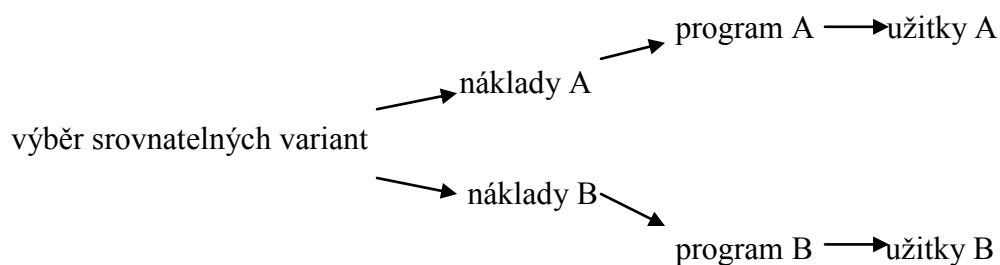 program A užitky A
náklady A
výběr srovnatelných variant
náklady B
program B užitky B